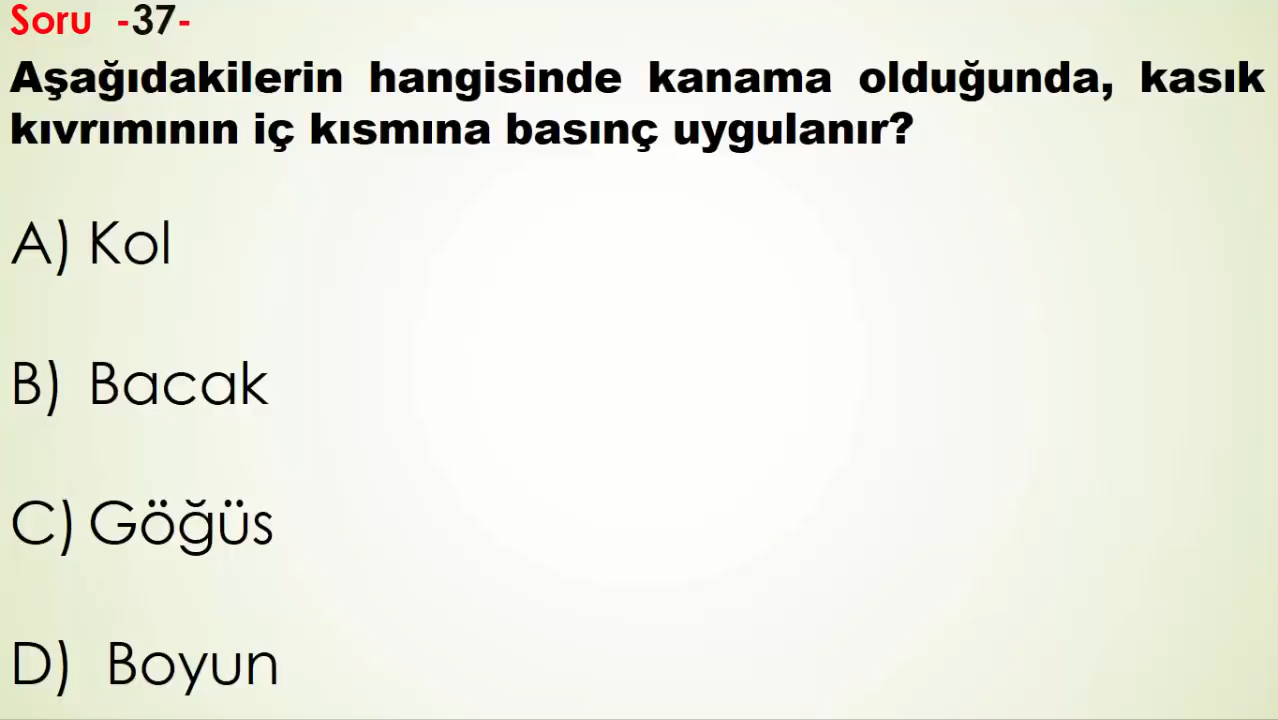 Soru -37-
Aşağıdakilerin hangisinde kanama olduğunda, kasık
kıvrımının iç kısmına basınç uygulanır?
A) Kol
B) Bacak
C) Göğüs
D) Boyun